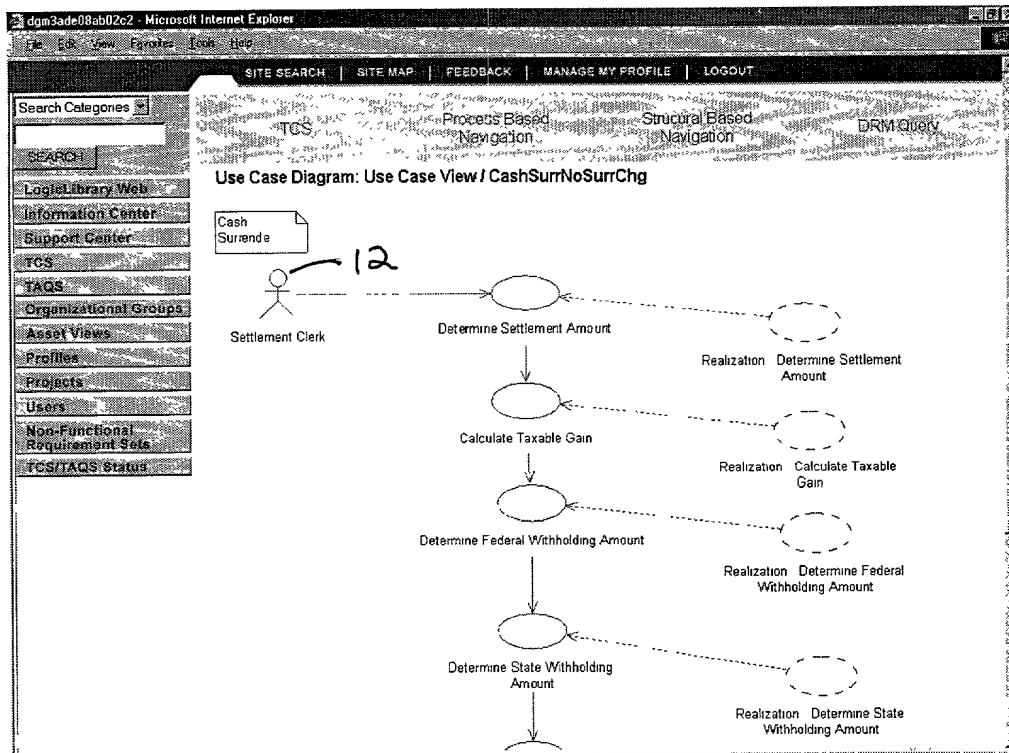 dgm3ade08ab02c2 - Microsoft Internet Explorer
File Edit View Favorites Tools Help
SITE SEARCH | SITE MAP | FEEDBACK | MANAGE MY PROFILE | LOGOUT
Search Categories
SEARCH
LogicLibrary Web
Information Center
Support Center
TCS
TAQS
Organizational Groups
Asset Views
Profiles
Projects
Users
Non-Functional
Requirement Sets
TCS/TAQS Status
TCS
Process Based
Navigation
Strucural Based
Navigation
DRM Query
Use Case Diagram: Use Case View / CashSurrNoSurrChg
Cash
Surrende
12
Settlement Clerk
Determine Settlement Amount
Realization Determine Settlement
Amount
Calculate Taxable Gain
Realization Calculate Taxable
Gain
Determine Federal Withholding Amount
Realization Determine Federal
Withholding Amount
Determine State Withholding
Amount
Realization Determine State
Withholding Amount